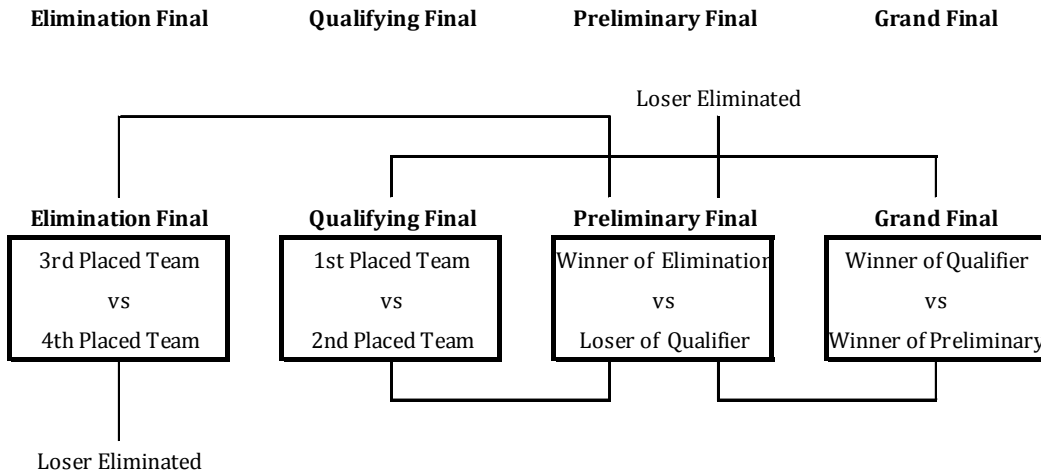 Elimination Final Qualifying Final Preliminary Final Grand Final
Loser Eliminated
Elimination Final Qualifying Final Preliminary Final Grand Final
3rd Placed Team 1st Placed Team Winner of Elimination Winner of Qualifier
vs vs vs vs
4th Placed Team 2nd Placed Team Loser of Qualifier Winner of Preliminary
Loser Eliminated